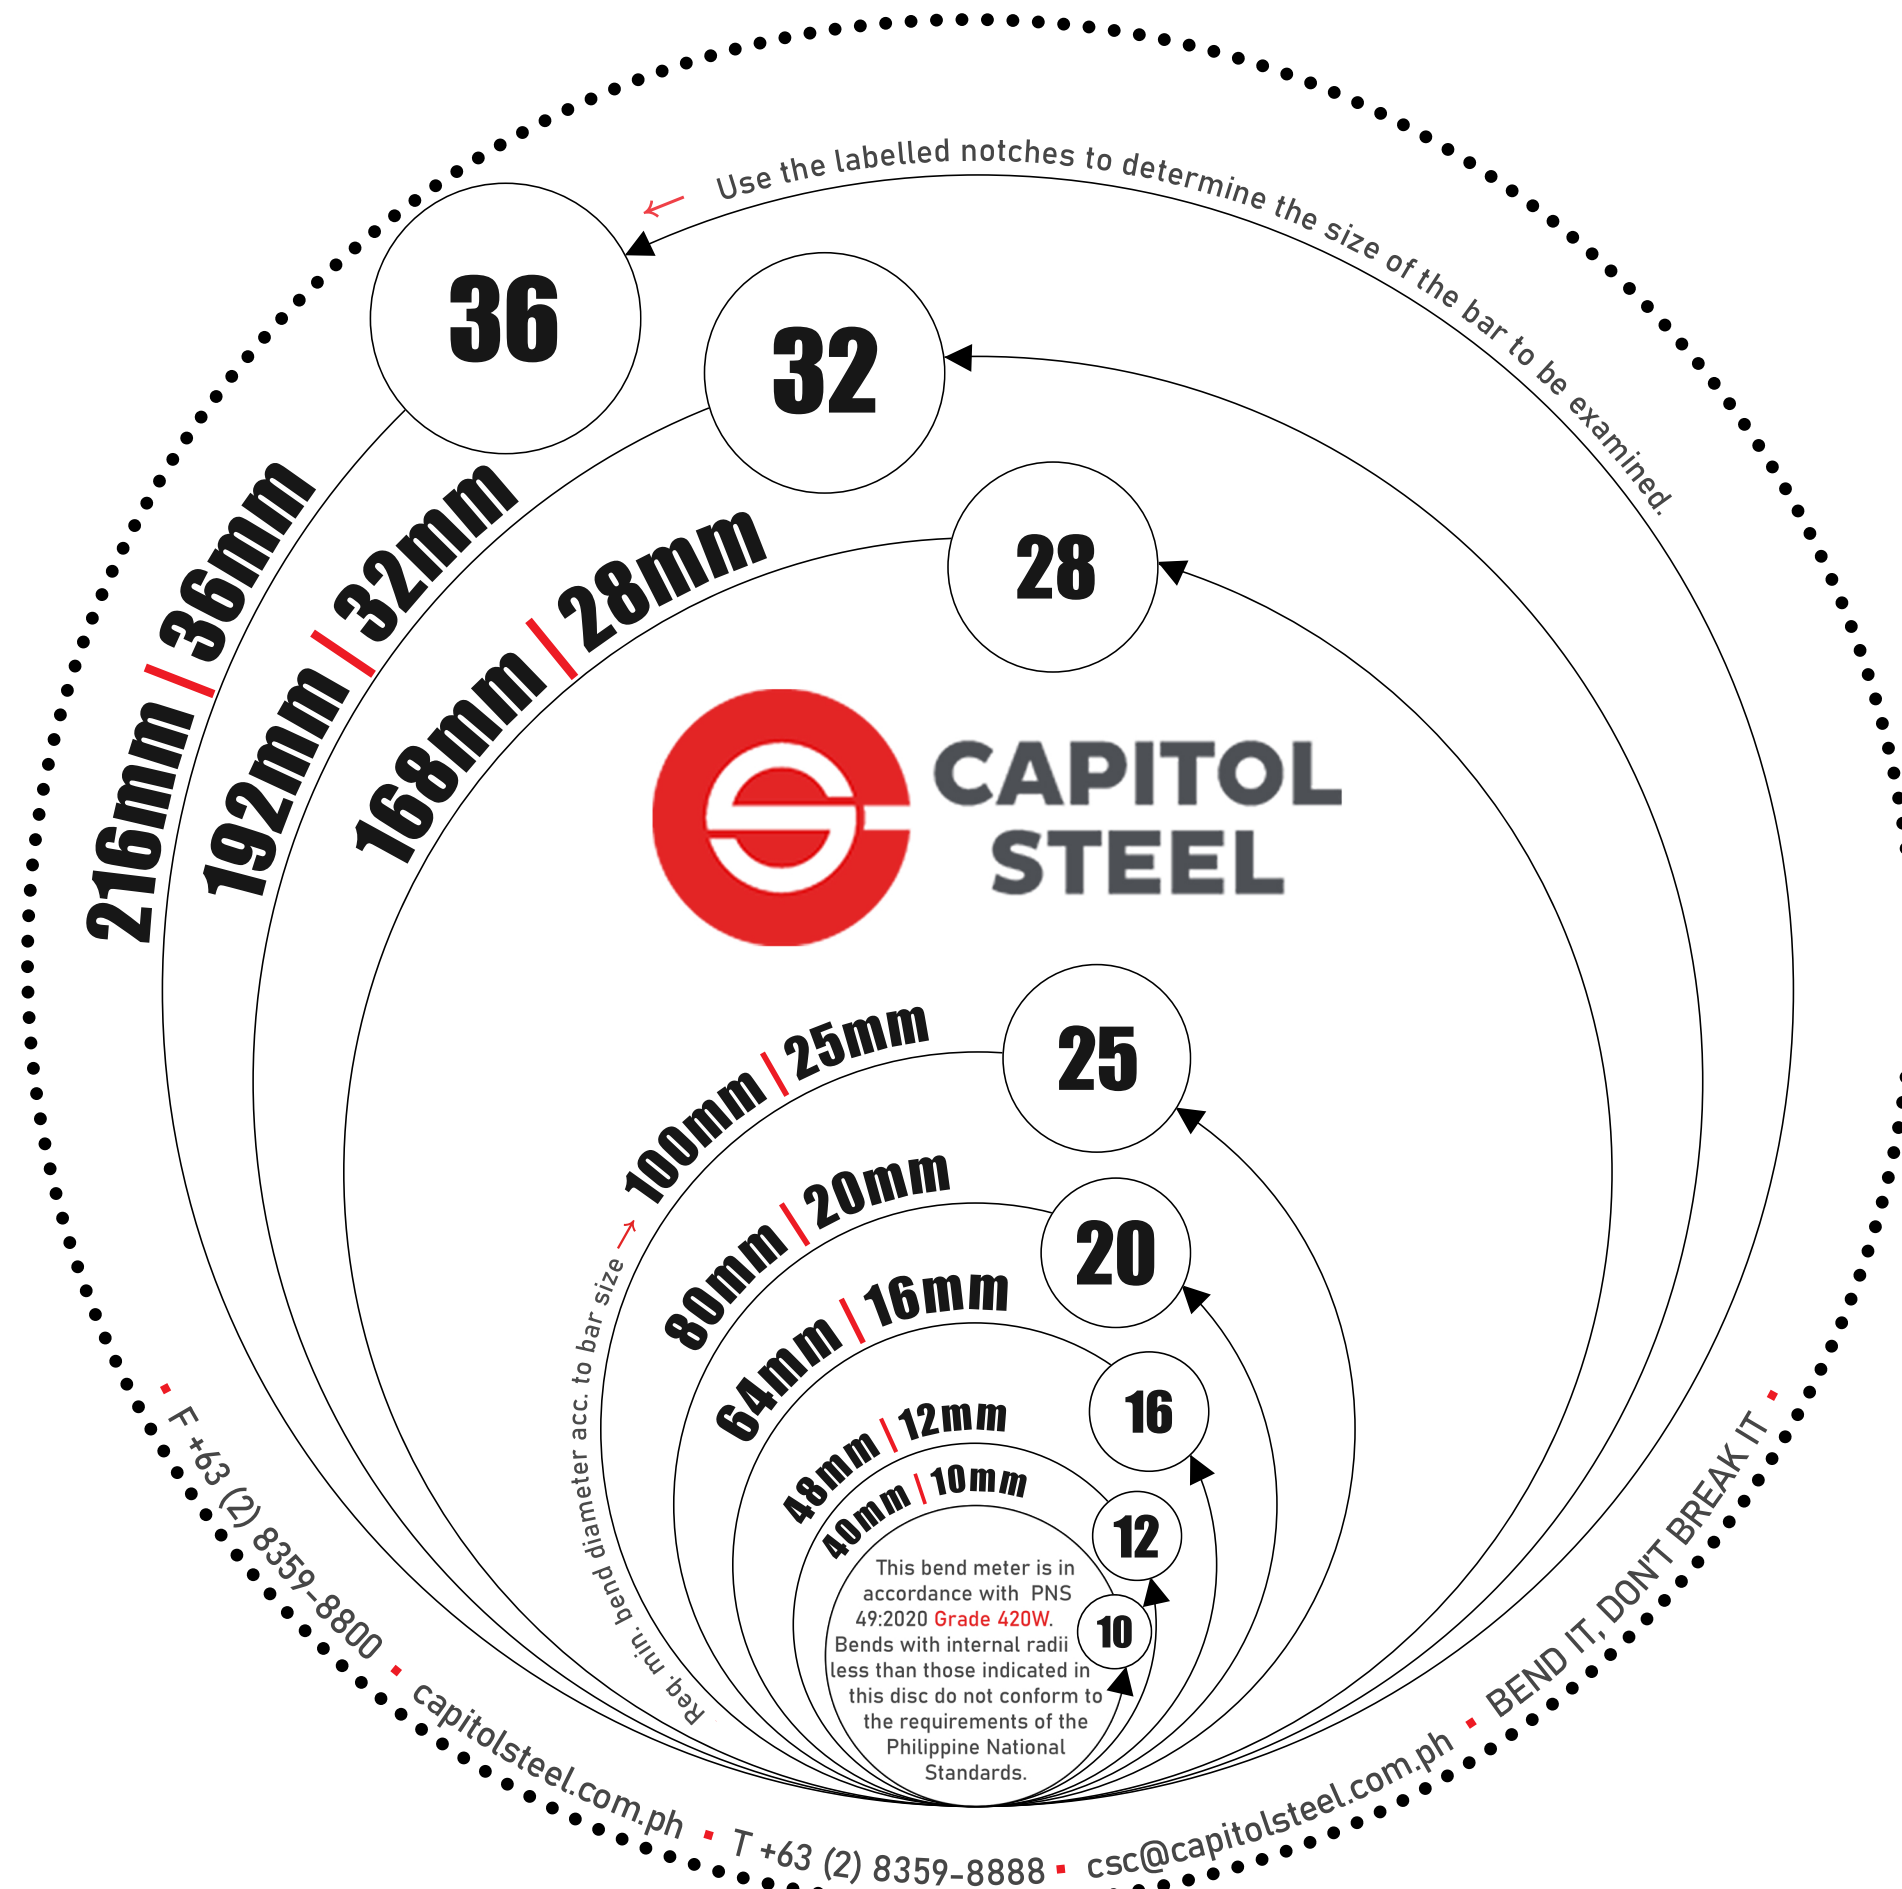 Use the labelled notches to determine the size of the bar to be examined.
36
32
28
216mm | 36mm
192mm | 32mm
168mm | 28mm
CAPITOL
STEEL
25
100mm | 25mm
20
80mm | 20mm
16
64mm | 16mm
12
48mm | 12mm
10
40mm | 10mm
Req. min. bend diameter acc. to bar size
This bend meter is in
accordance with PNS
49:2020 Grade 420W.
Bends with internal radii
less than those indicated in
this disc do not conform to
the requirements of the
Philippine National
Standards.
F +63 (2) 8359-8800 · capitolsteel.com.ph · T +63 (2) 8359-8888 · csc@capitolsteel.com.ph · BEND IT, DON'T BREAK IT ·